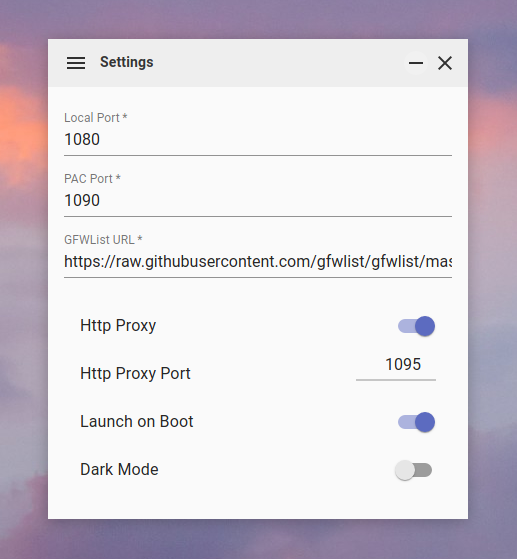 Settings
Local Port *
1080
PAC Port *
1090
GFWList URL *
https://raw.githubusercontent.com/gfwlist/gfwlist/mas
Http Proxy
Http Proxy Port 1095
Launch on Boot
Dark Mode